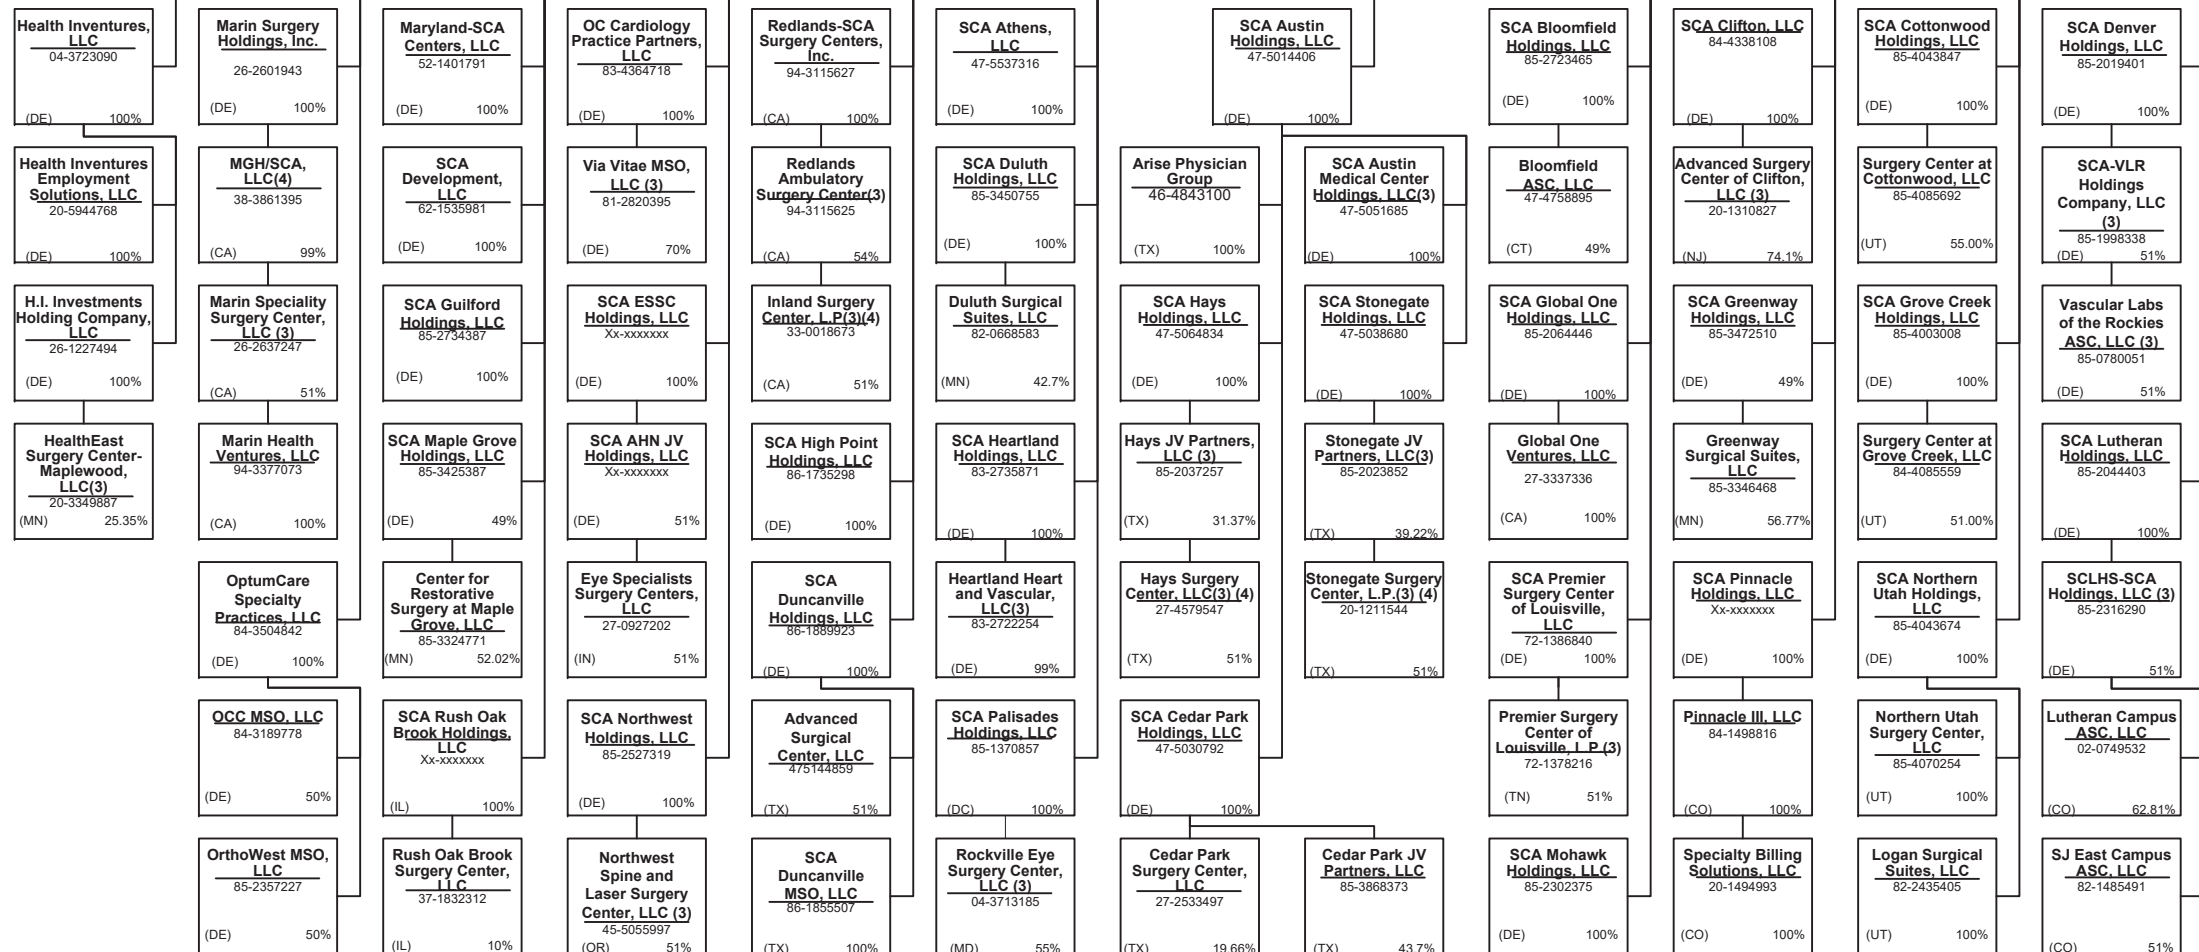 Health Inventures,
LLC
04-3723090
(DE) 100%
Marin Surgery
Holdings, Inc.
26-2601943
(DE) 100%
Maryland-SCA
Centers, LLC
52-1401791
(DE) 100%
OC Cardiology
Practice Partners,
LLC
83-4364718
(DE) 100%
Redlands-SCA
Surgery Centers,
Inc.
94-3115627
(CA) 100%
SCA Athens,
LLC
47-5537316
(DE) 100%
SCA Austin
Holdings, LLC
47-5014406
(DE) 100%
SCA Bloomfield
Holdings, LLC
85-2723465
(DE) 100%
SCA Clifton, LLC
84-4338108
(DE) 100%
SCA Cottonwood
Holdings, LLC
85-4043847
(DE) 100%
SCA Denver
Holdings, LLC
85-2019401
(DE) 100%
Health Inventures
Employment
Solutions, LLC
20-5944768
(DE) 100%
MGH/SCA,
LLC(4)
38-3861395
(CA) 99%
SCA
Development,
LLC
62-1535981
(DE) 100%
Via Vitae MSO,
LLC (3)
81-2820395
(DE) 70%
Redlands
Ambulatory
Surgery Center(3)
94-3115625
(CA) 54%
SCA Duluth
Holdings, LLC
85-3450755
(DE) 100%
Arise Physician
Group
46-4843100
(TX) 100%
SCA Austin
Medical Center
Holdings, LLC(3)
47-5051685
(DE) 100%
Bloomfield
ASC, LLC
47-4758895
(CT) 49%
Advanced Surgery
Center of Clifton,
LLC (3)
20-1310827
(NJ) 74.1%
Surgery Center at
Cottonwood, LLC
85-4085692
(UT) 55.00%
SCA-VLR
Holdings
Company, LLC
(3)
85-1998338
(DE) 51%
H.I. Investments
Holding Company,
LLC
26-1227494
(DE) 100%
Marin Speciality
Surgery Center,
LLC (3)
26-2637247
(CA) 51%
SCA Guilford
Holdings, LLC
85-2734387
(DE) 100%
SCA ESSC
Holdings, LLC
Xx-xxxxxxx
(DE) 100%
Inland Surgery
Center, L.P(3)(4)
33-0018673
(CA) 51%
Duluth Surgical
Suites, LLC
82-0668583
(MN) 42.7%
SCA Hays
Holdings, LLC
47-5064834
(DE) 100%
SCA Stonegate
Holdings, LLC
47-5038680
(DE) 100%
SCA Global One
Holdings, LLC
85-2064446
(DE) 100%
SCA Greenway
Holdings, LLC
85-3472510
(DE) 49%
SCA Grove Creek
Holdings, LLC
85-4003008
(DE) 100%
Vascular Labs
of the Rockies
ASC, LLC (3)
85-0780051
(DE) 51%
HealthEast
Surgery Center-
Maplewood,
LLC(3)
20-3349887
(MN) 25.35%
Marin Health
Ventures, LLC
94-3377073
(CA) 100%
SCA Maple Grove
Holdings, LLC
85-3425387
(DE) 49%
SCA AHN JV
Holdings, LLC
Xx-xxxxxxx
(DE) 51%
SCA High Point
Holdings, LLC
86-1735298
(DE) 100%
SCA Heartland
Holdings, LLC
83-2735871
(DE) 100%
Hays JV Partners,
LLC (3)
85-2037257
(TX) 31.37%
Stonegate JV
Partners, LLC(3)
85-2023852
(TX) 39.22%
Global One
Ventures, LLC
27-3337336
(CA) 100%
Greenway
Surgical Suites,
LLC
85-3346468
(MN) 56.77%
Surgery Center at
Grove Creek, LLC
84-4085559
(UT) 51.00%
SCA Lutheran
Holdings, LLC
85-2044403
(DE) 100%
OptumCare
Specialty
Practices, LLC
84-3504842
(DE) 100%
Center for
Restorative
Surgery at Maple
Grove, LLC
85-3324771
(MN) 52.02%
Eye Specialists
Surgery Centers,
LLC
27-0927202
(IN) 51%
SCA
Duncanville
Holdings, LLC
86-1889923
(DE) 100%
Heartland Heart
and Vascular,
LLC(3)
83-2722254
(DE) 99%
Hays Surgery
Center, LLC(3) (4)
27-4579547
(TX) 51%
Stonegate Surgery
Center, L.P.(3) (4)
20-1211544
(TX) 51%
SCA Premier
Surgery Center
of Louisville,
LLC
72-1386840
(DE) 100%
SCA Pinnacle
Holdings, LLC
Xx-xxxxxxx
(DE) 100%
SCA Northern
Utah Holdings,
LLC
85-4043674
(DE) 100%
SCLHS-SCA
Holdings, LLC (3)
85-2316290
(DE) 51%
OCC MSO, LLC
84-3189778
(DE) 50%
SCA Rush Oak
Brook Holdings,
LLC
Xx-xxxxxxx
(IL) 100%
SCA Northwest
Holdings, LLC
85-2527319
(DE) 100%
Advanced
Surgical
Center, LLC
475144859
(TX) 51%
SCA Palisades
Holdings, LLC
85-1370857
(DC) 100%
SCA Cedar Park
Holdings, LLC
47-5030792
(DE) 100%
Premier Surgery
Center of
Louisville, L.P.(3)
72-1378216
(TN) 51%
Pinnacle III, LLC
84-1498816
(CO) 100%
Northern Utah
Surgery Center,
LLC
85-4070254
(UT) 100%
Lutheran Campus
ASC, LLC
02-0749532
(CO) 62.81%
OrthoWest MSO,
LLC
85-2357227
(DE) 50%
Rush Oak Brook
Surgery Center,
LLC
37-1832312
(IL) 10%
Northwest
Spine and
Laser Surgery
Center, LLC (3)
45-5055997
(OR) 51%
SCA
Duncanville
MSO, LLC
86-1855507
(TX) 100%
Rockville Eye
Surgery Center,
LLC (3)
04-3713185
(MD) 55%
Cedar Park
Surgery Center,
LLC
27-2533497
(TX) 19.66%
Cedar Park JV
Partners, LLC
85-3868373
(TX) 43.7%
SCA Mohawk
Holdings, LLC
85-2302375
(DE) 100%
Specialty Billing
Solutions, LLC
20-1494993
(CO) 100%
Logan Surgical
Suites, LLC
82-2435405
(UT) 100%
SJ East Campus
ASC, LLC
82-1485491
(CO) 51%